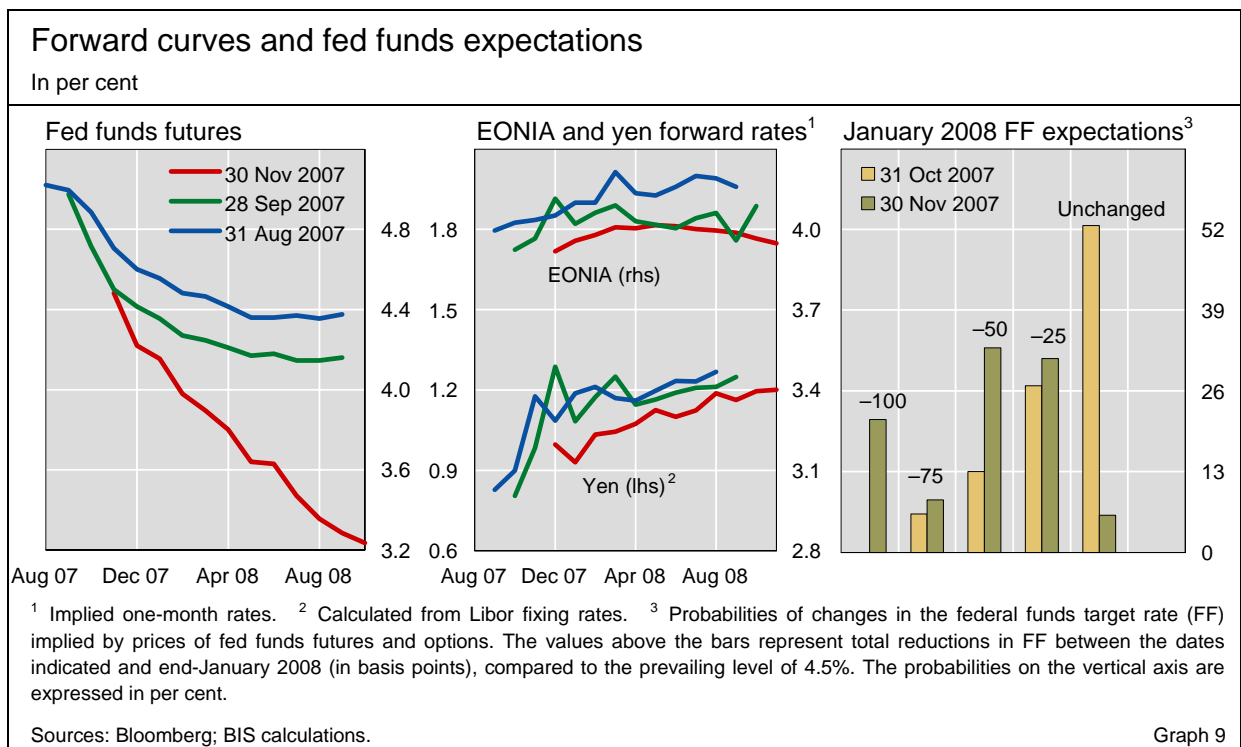 Forward curves and fed funds expectations
In per cent
Fed funds futures
30 Nov 2007
28 Sep 2007
31 Aug 2007
4.8
4.4
4.0
3.6
3.2
Aug 07 Dec 07 Apr 08 Aug 08
EONIA and yen forward rates1
1.8
1.5
1.2
0.9
0.6
EONIA (rhs)
Yen (lhs)2
4.0
3.7
3.4
3.1
2.8
Aug 07 Dec 07 Apr 08 Aug 08
January 2008 FF expectations3
31 Oct 2007
30 Nov 2007
Unchanged
–100
–75
–50
–25
52
39
26
13
0
1 Implied one-month rates. 2 Calculated from Libor fixing rates. 3 Probabilities of changes in the federal funds target rate (FF)
implied by prices of fed funds futures and options. The values above the bars represent total reductions in FF between the dates
indicated and end-January 2008 (in basis points), compared to the prevailing level of 4.5%. The probabilities on the vertical axis are
expressed in per cent.
Sources: Bloomberg; BIS calculations.
Graph 9